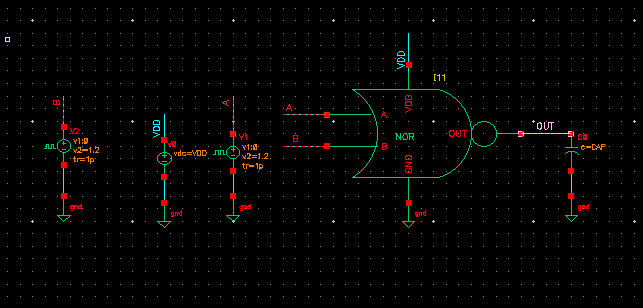 B
V2
v1:0
v2=1.2
tr=1p
gnd
VDD
V0
vdc=VDD
gnd
A
V1
v1:0
v2=1.2
tr=1p
gnd
VDD
I11
VDD
A
A
NOR
OUT
B
B
GND
gnd
OUT
C0
c=CAP
gnd